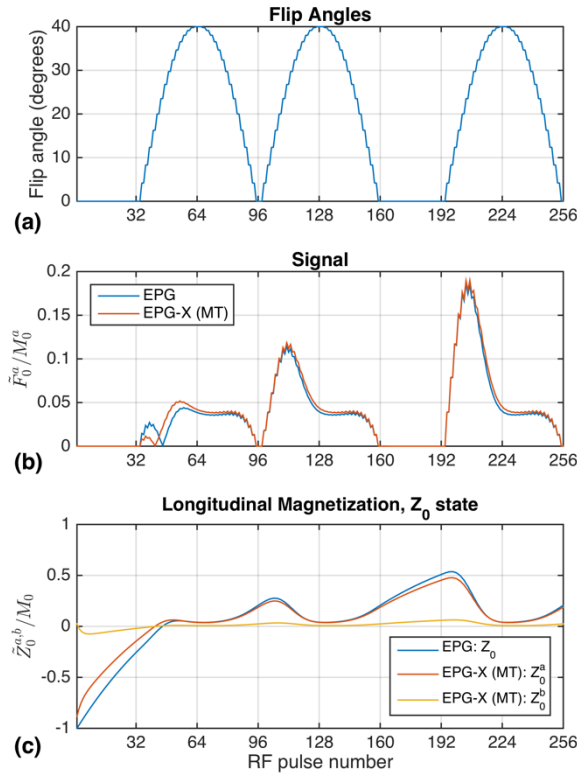 Flip Angles
Flip angle (degrees)
40
30
20
10
0
32 64 96 128 160 192 224 256
(a)
Signal
F̃₀ᵃ/M₀ᵃ
0.2
0.15
0.1
0.05
0
EPG
EPG-X (MT)
32 64 96 128 160 192 224 256
(b)
Longitudinal Magnetization, Z₀ state
Z̃₀ᵃ,ᵇ/M₀
1
0.5
0
-0.5
-1
EPG: Z₀
EPG-X (MT): Z₀ᵃ
EPG-X (MT): Z₀ᵇ
32 64 96 128 160 192 224 256
RF pulse number
(c)